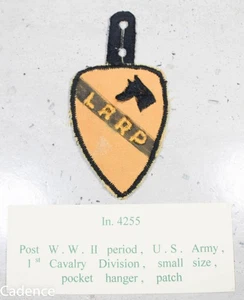 LRRP
In. 4255
Post W.W. II period, U.S. Army,
1st Cavalry Division, small size,
pocket hanger, patch
Cadence